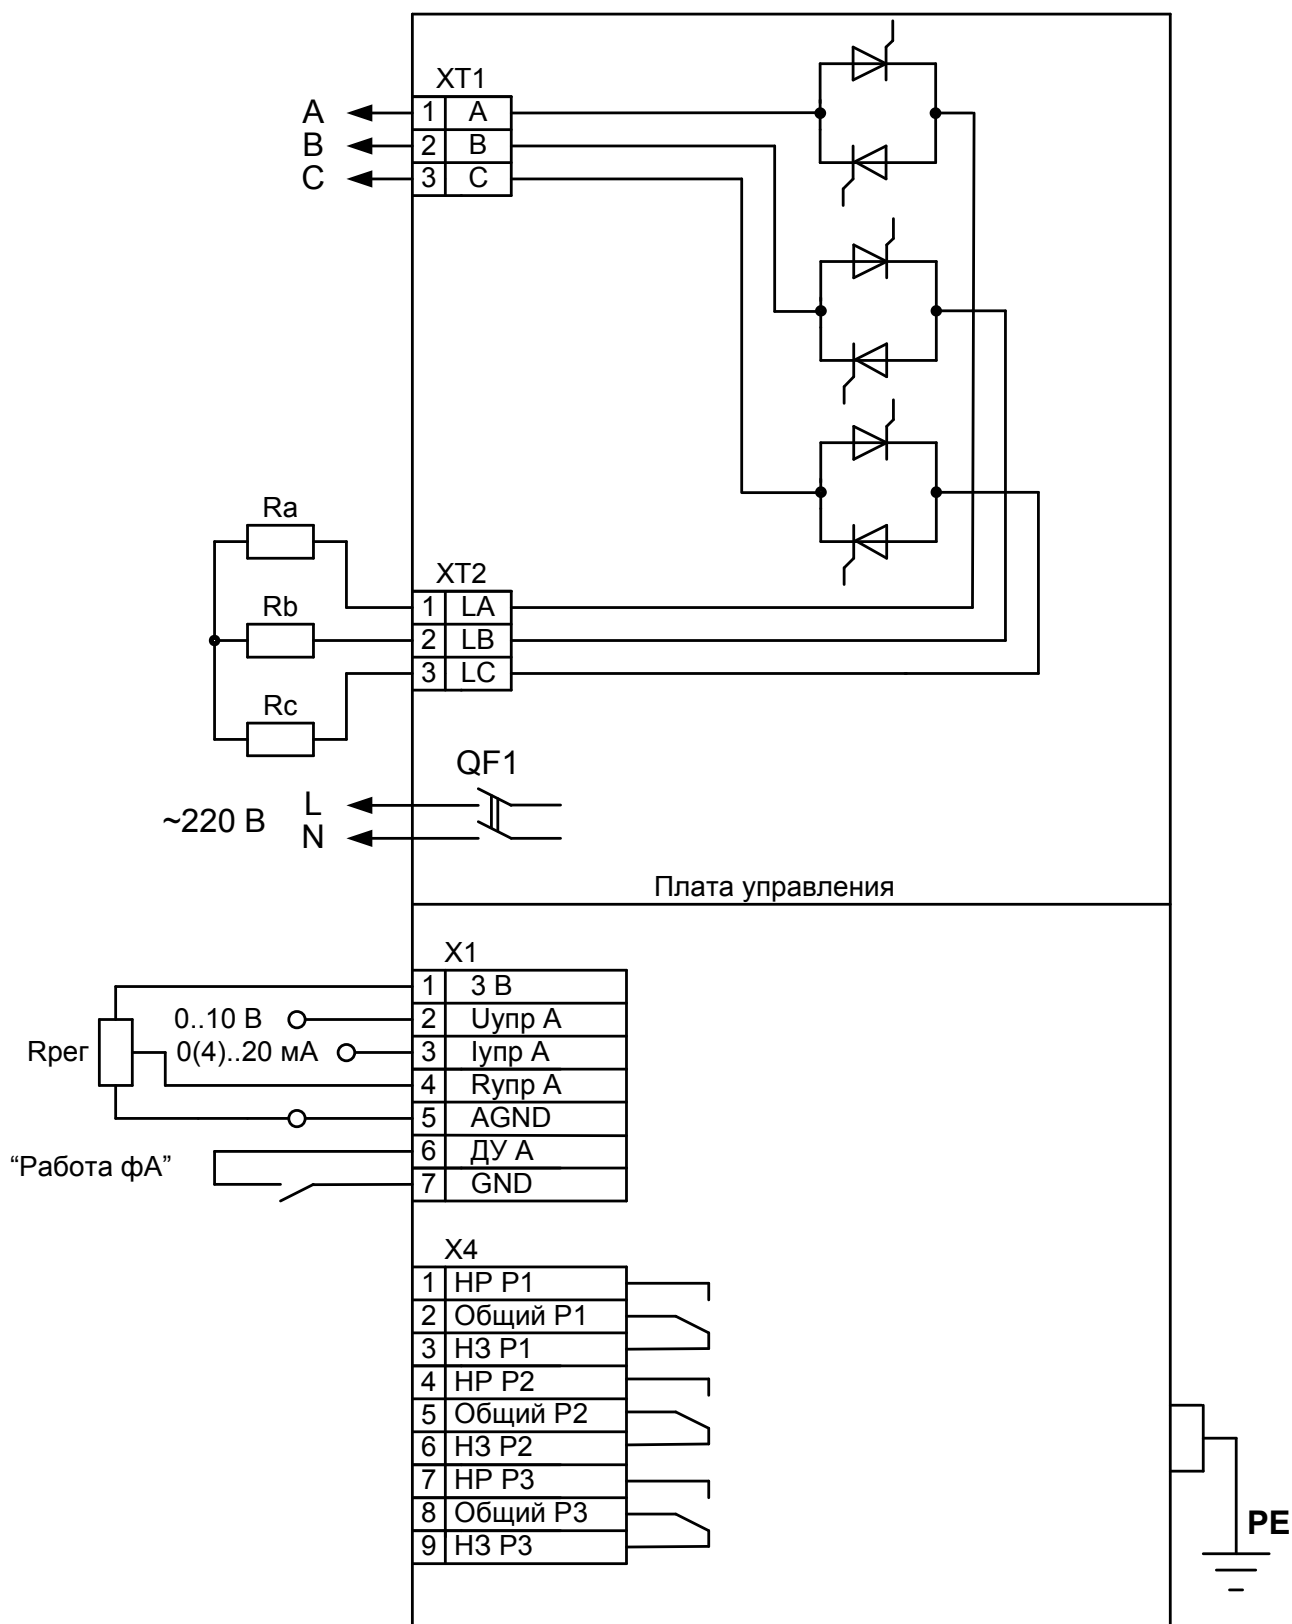 XT1
A 1 A
B 2 B
C 3 C
Ra
XT2
1 LA
Rb
2 LB
3 LC
Rc
QF1
~220 В
L
N
Плата управления
X1
1 3 В
0..10 В 2 Uупр А
Rрег 0(4)..20 мА 3 Iупр А
4 Rупр А
5 AGND
“Работа фА” 6 ДУ А
7 GND
X4
1 НР Р1
2 Общий Р1
3 НЗ Р1
4 НР Р2
5 Общий Р2
6 НЗ Р2
7 НР Р3
8 Общий Р3
9 НЗ Р3
PE